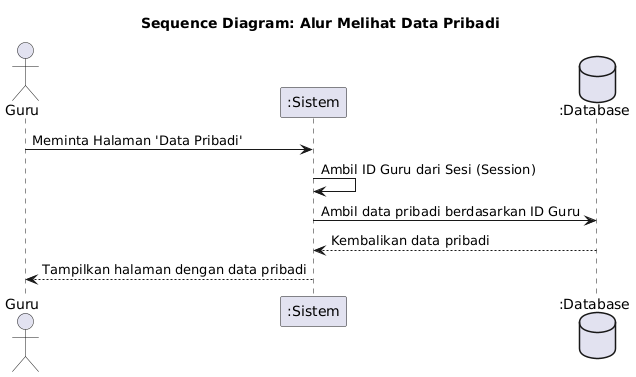 Sequence Diagram: Alur Melihat Data Pribadi
Guru
:Sistem
:Database
Meminta Halaman 'Data Pribadi'
Ambil ID Guru dari Sesi (Session)
Ambil data pribadi berdasarkan ID Guru
Kembalikan data pribadi
Tampilkan halaman dengan data pribadi
Guru
:Sistem
:Database